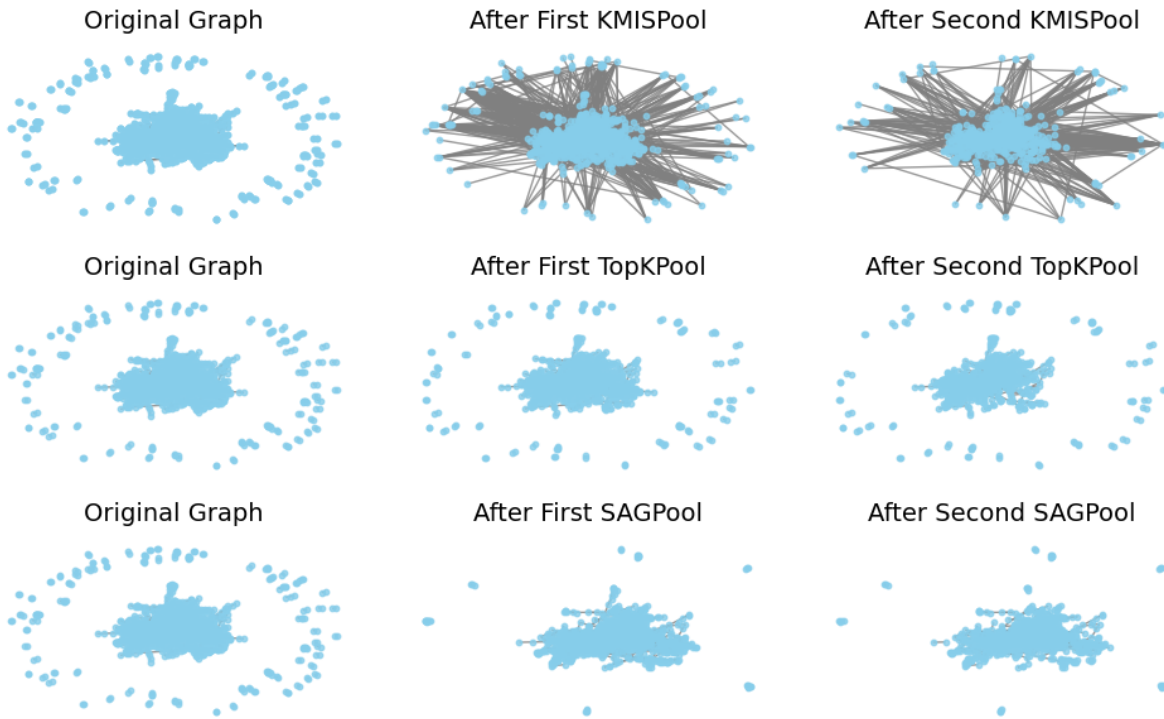 Original Graph
After First KMISPool
After Second KMISPool
Original Graph
After First TopKPool
After Second TopKPool
Original Graph
After First SAGPool
After Second SAGPool